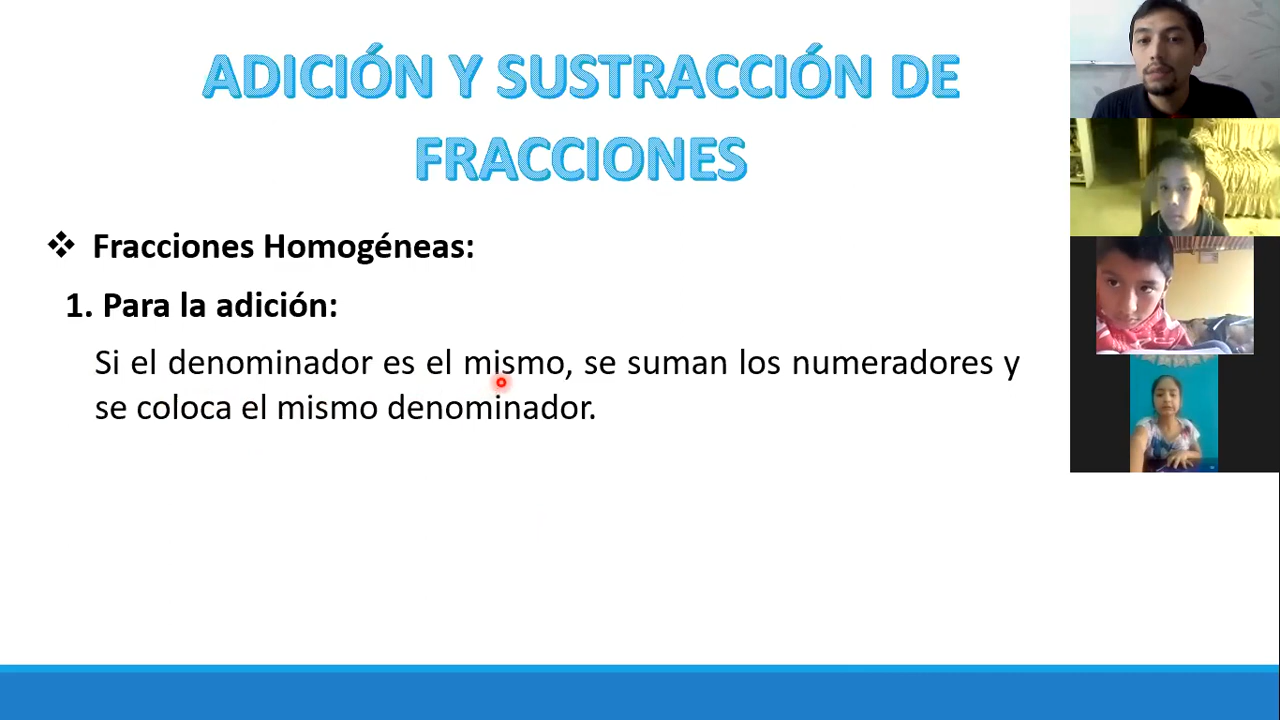 ADICIÓN Y SUSTRACCIÓN DE
FRACCIONES
❖ Fracciones Homogéneas:
1. Para la adición:
Si el denominador es el mismo, se suman los numeradores y
se coloca el mismo denominador.